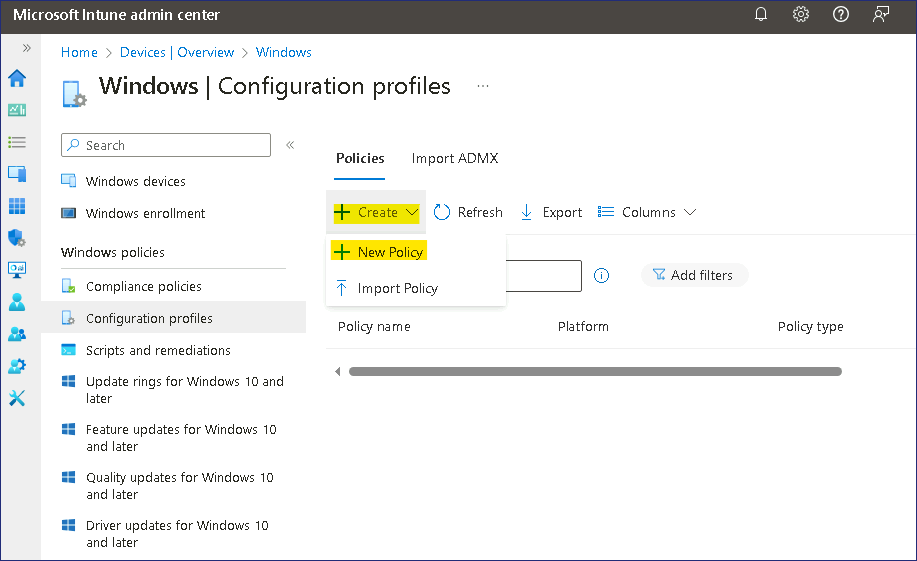 Microsoft Intune admin center
Home > Devices | Overview > Windows
Windows | Configuration profiles ...
Search
Windows devices
Windows enrollment
Windows policies
Compliance policies
Configuration profiles
Scripts and remediations
Update rings for Windows 10 and
later
Feature updates for Windows 10
and later
Quality updates for Windows 10
and later
Driver updates for Windows 10
and later
Policies Import ADMX
Create Refresh Export Columns
New Policy
Import Policy
Add filters
Policy name Platform Policy type